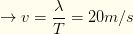 → v = λ/T = 20m/s